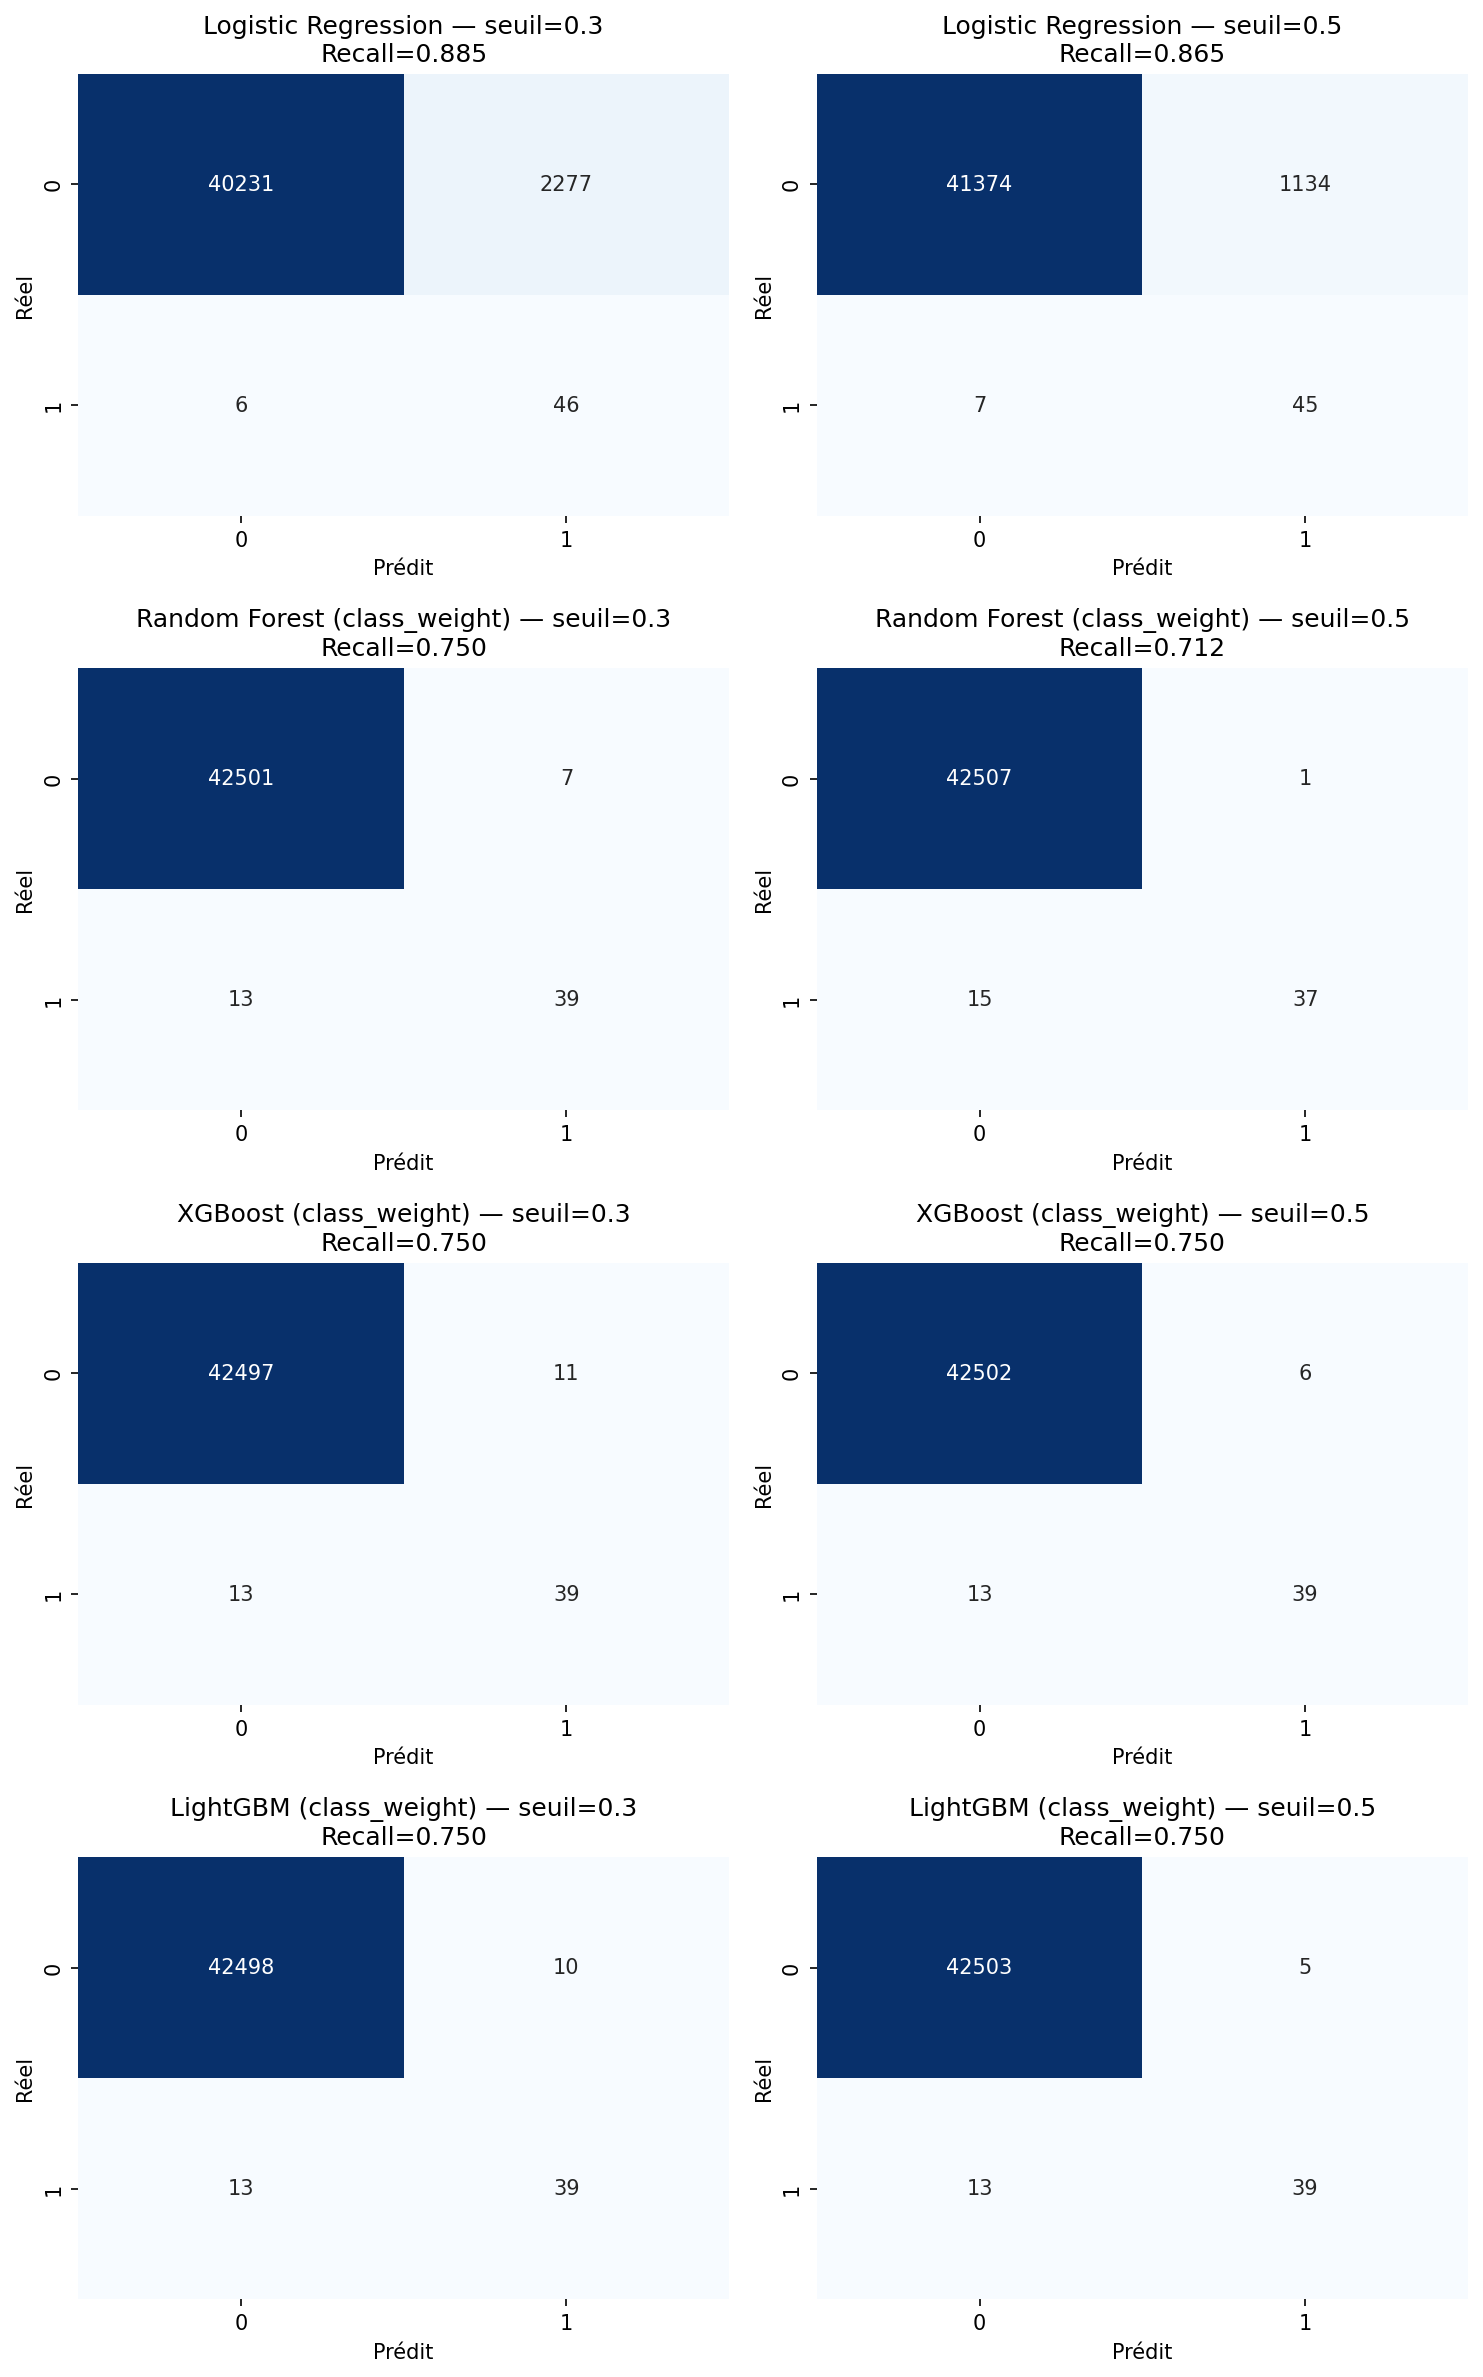 Logistic Regression — seuil=0.3
Recall=0.885
0
40231
2277
Réel
1
6
46
0
1
Prédit
Logistic Regression — seuil=0.5
Recall=0.865
0
41374
1134
Réel
1
7
45
0
1
Prédit
Random Forest (class_weight) — seuil=0.3
Recall=0.750
0
42501
7
Réel
1
13
39
0
1
Prédit
Random Forest (class_weight) — seuil=0.5
Recall=0.712
0
42507
1
Réel
1
15
37
0
1
Prédit
XGBoost (class_weight) — seuil=0.3
Recall=0.750
0
42497
11
Réel
1
13
39
0
1
Prédit
XGBoost (class_weight) — seuil=0.5
Recall=0.750
0
42502
6
Réel
1
13
39
0
1
Prédit
LightGBM (class_weight) — seuil=0.3
Recall=0.750
0
42498
10
Réel
1
13
39
0
1
Prédit
LightGBM (class_weight) — seuil=0.5
Recall=0.750
0
42503
5
Réel
1
13
39
0
1
Prédit